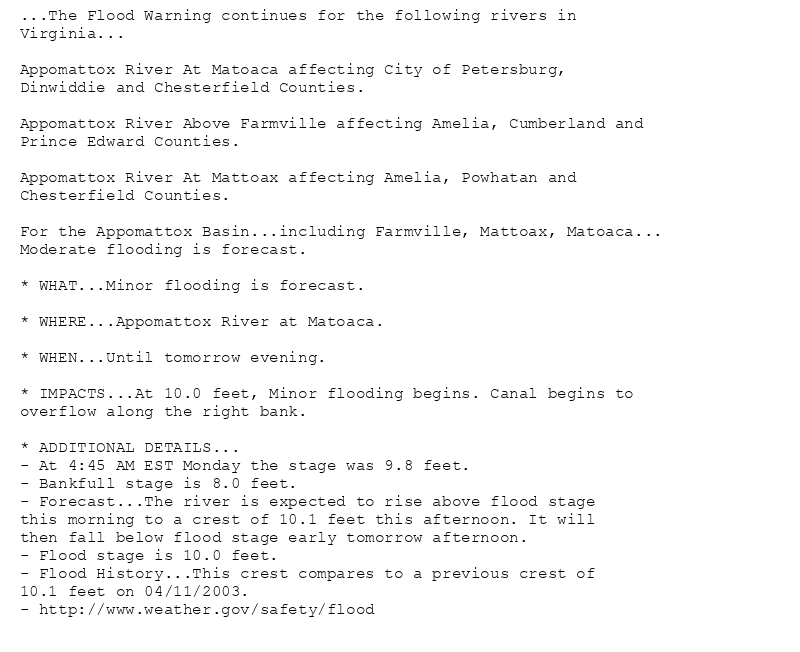 ...The Flood Warning continues for the following rivers in
Virginia...
Appomattox River At Matoaca affecting City of Petersburg,
Dinwiddie and Chesterfield Counties.
Appomattox River Above Farmville affecting Amelia, Cumberland and
Prince Edward Counties.
Appomattox River At Mattoax affecting Amelia, Powhatan and
Chesterfield Counties.
For the Appomattox Basin...including Farmville, Mattoax, Matoaca...
Moderate flooding is forecast.
* WHAT...Minor flooding is forecast.
* WHERE...Appomattox River at Matoaca.
* WHEN...Until tomorrow evening.
* IMPACTS...At 10.0 feet, Minor flooding begins. Canal begins to
overflow along the right bank.
* ADDITIONAL DETAILS...
- At 4:45 AM EST Monday the stage was 9.8 feet.
- Bankfull stage is 8.0 feet.
- Forecast...The river is expected to rise above flood stage
this morning to a crest of 10.1 feet this afternoon. It will
then fall below flood stage early tomorrow afternoon.
- Flood stage is 10.0 feet.
- Flood History...This crest compares to a previous crest of
10.1 feet on 04/11/2003.
- http://www.weather.gov/safety/flood